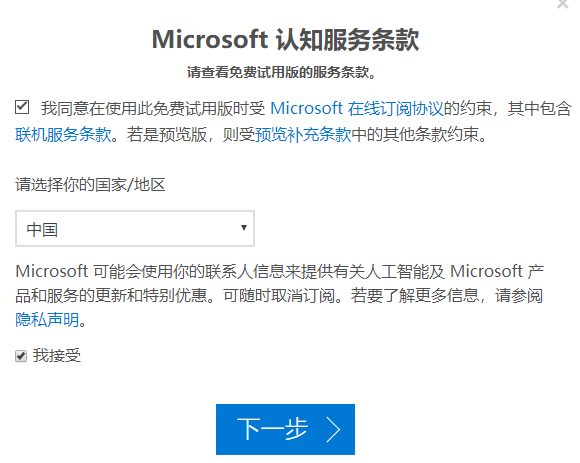 Microsoft 认知服务条款
请查看免费试用版的服务条款。
我同意在使用此免费试用版时受 Microsoft 在线订阅协议的约束，其中包含
联机服务条款。若是预览版，则受预览补充条款中的其他条款约束。
请选择你的国家/地区
中国
Microsoft 可能会使用你的联系人信息来提供有关人工智能及 Microsoft 产
品和服务的更新和特别优惠。可随时取消订阅。若要了解更多信息，请参阅
隐私声明。
我接受
下一步